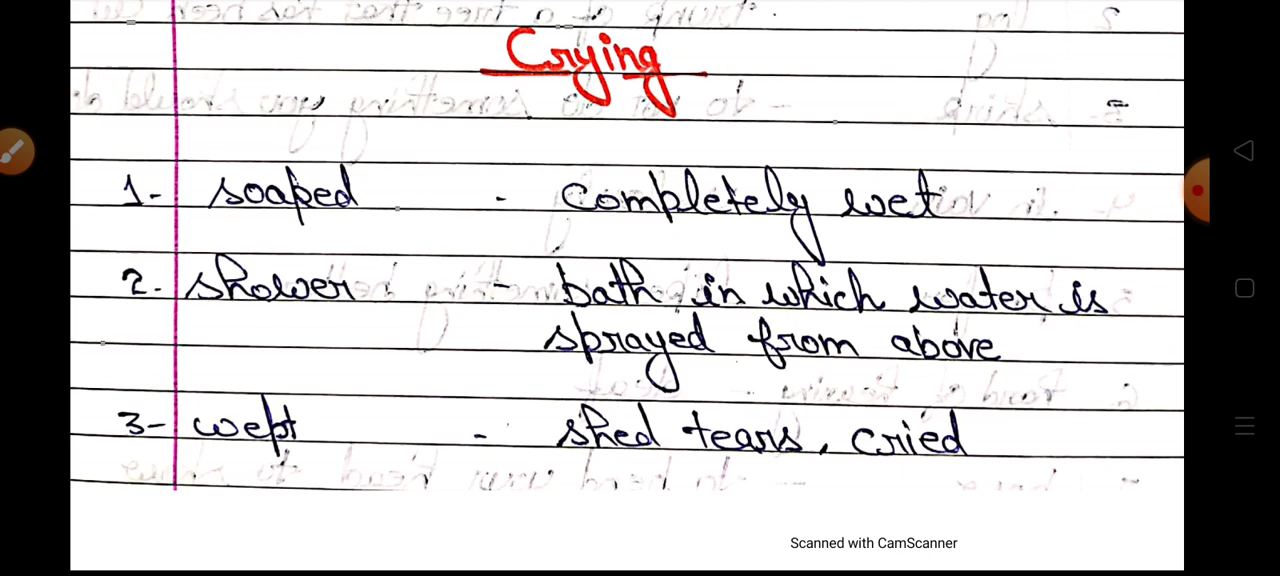 Crying
1- soaped - completely wet
2. shower - bath in which water is
sprayed from above
3- wept - shed tears, cried
Scanned with CamScanner